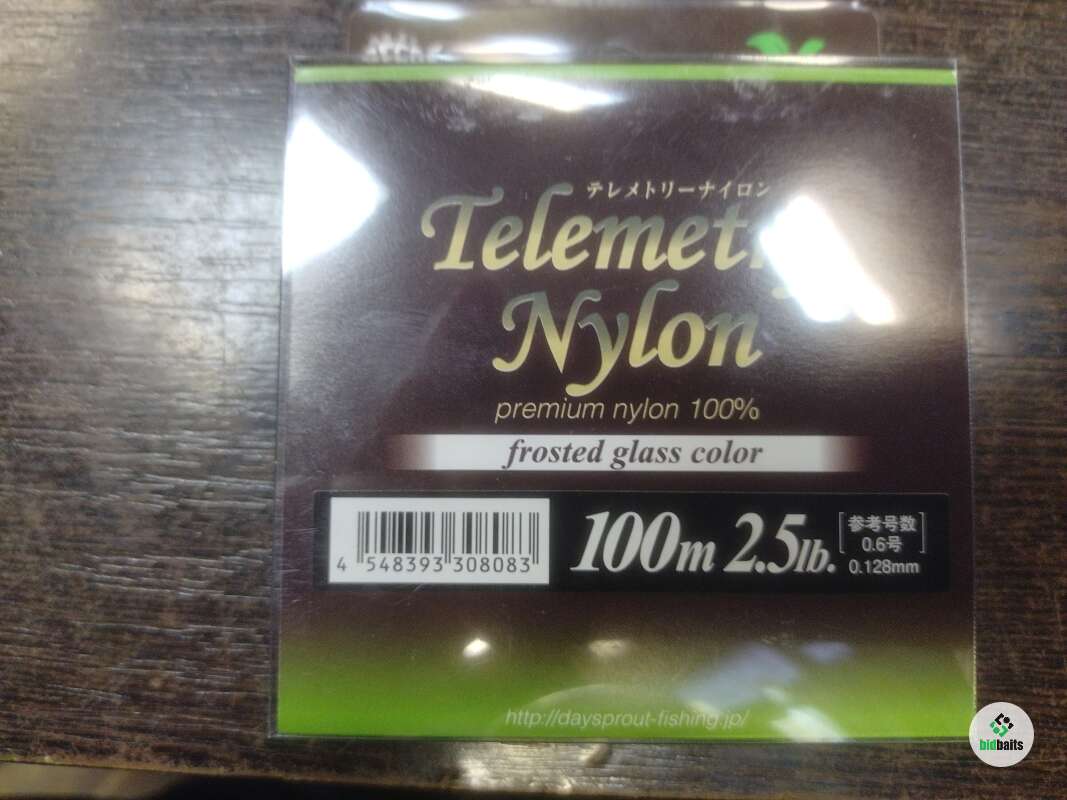 テレメトリーナイロン
Telemetry
Nylon
premium nylon 100%
frosted glass color
4 548393 308083
100m 2.5lb.
参考号数
0.6号
0.128mm
http://daysprout-fishing.jp/
bidbaits